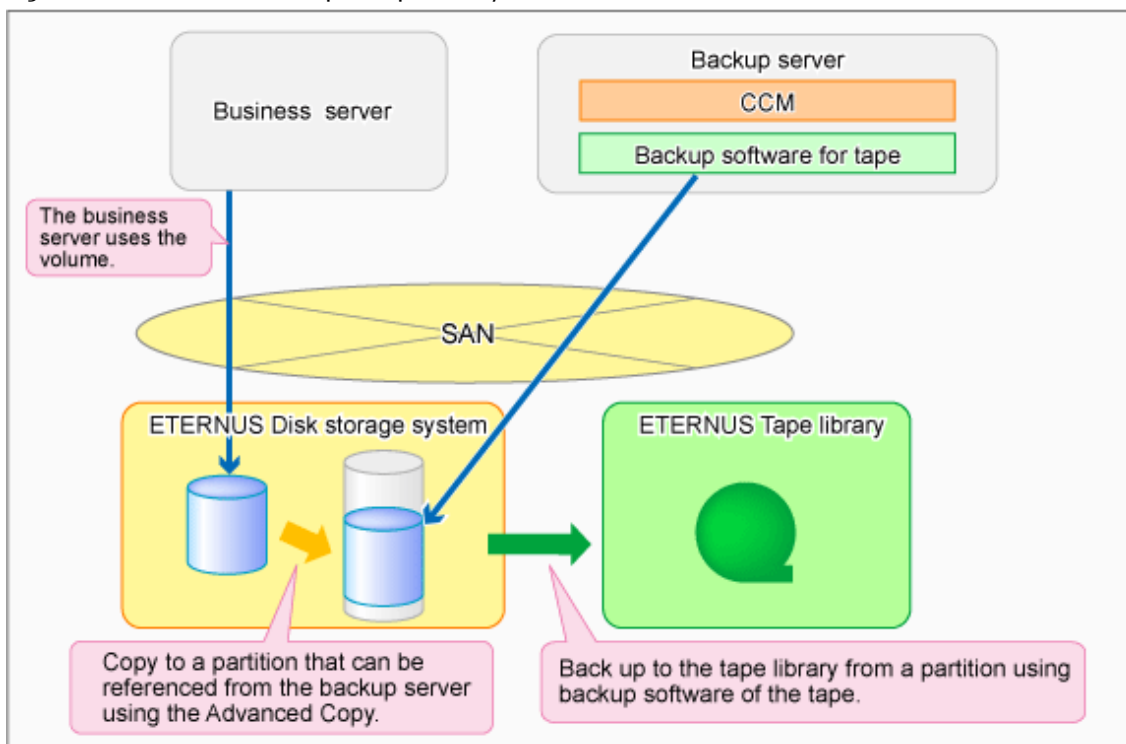 Business server
Backup server
CCM
Backup software for tape
The business
server uses the
volume.
SAN
ETERNUS Disk storage system
ETERNUS Tape library
Copy to a partition that can be
referenced from the backup server
using the Advanced Copy.
Back up to the tape library from a partition using
backup software of the tape.